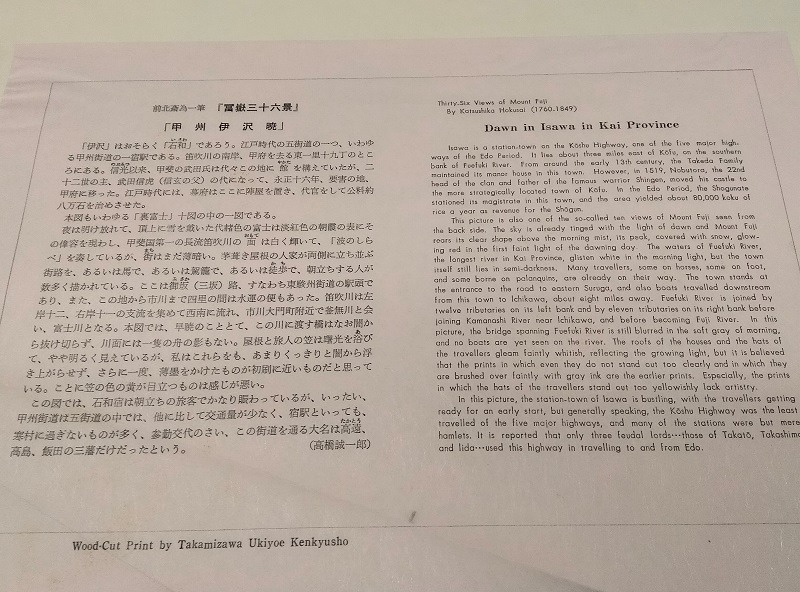 前北斎為一筆 『冨嶽三十六景』
「甲州伊沢暁」
「伊沢」はおそらく「石和」であろう。江戸時代の五街道の一つ、いわゆ
る甲州街道の一宿駅である。笛吹川の南岸、甲府を去る東一里十九丁のとこ
ろにある。信光以来、甲斐の武田氏は代々この地に館を構えていたが、二
十二世の主、武田信虎（信玄の父）の代になって、永正十六年、要害の地、
甲府に移った。江戸時代には、幕府はここに陣屋を置き、代官をして公料約
八万石を治めさせた。
本図もいわゆる「裏富士」十図の中の一図である。
夜は明け放れて、頂上に雪を戴いた代緒色の富士は淡紅色の朝霞の表にそ
の偉容を現わし、甲斐国第一の長流笛吹川の面は白く輝いて、「波のしら
べ」を奏しているが、街はまだ薄暗い。芊葺き屋根の人家が両側に立ち並ぶ
街路を、あるいは馬で、あるいは駕籠で、あるいは徒歩で、朝立ちする人が
数多く描かれている。ここは御坂（三坂）路、すなわち東駿州街道の駅頭で
あり、また、この地から市川まで四里の間は水運の便もあった。笛吹川は左
岸十二、右岸十一の支流を集めて西南に流れ、市川大門町附近で釜無川と会
い、富士川となる。本図では、早暁のこととて、この川に渡す橋はなお闇か
ら抜け切らず、川面には一隻の舟の影もない。屋根と旅人の笠は曙光を浴び
て、やや明るく見えているが、私はこれらも、あまりくっきりと闇から浮
き上がらせず、さらに一度、薄墨をかけたものが初刷に近いものだと思って
いる。ことに笠の色の黄が目立つものは感じが悪い。
この図では、石和宿は朝立ちの旅客でかなり賑わっているが、いったい、
甲州街道は五街道の中では、他に比して交通量が少なく、宿駅といっても、
寒村に過ぎないものが多く、参勤交代のさい、この街道を通る大名は高遠、
高島、飯田の三藩だけだったという。 （高橋誠一郎）
Thirty-Six Views of Mount Fuji
By Katsushika Hokusai (1760-1849)
Dawn in Isawa in Kai Province
Isawa is a station-town on the Kōshu Highway, one of the five major high-
ways of the Edo Period. It lies about three miles east of Kōfu, on the southern
bank of Fuefuki River. From around the early 13th century, the Takeda Family
maintained its manor house in this town. However, in 1519, Nobutora, the 22nd
head of the clan and father of the famous warrior Shingen, moved his castle to
the more strategically located town of Kōfu. In the Edo Period, the Shogunate
stationed its magistrate in this town, and the area yielded about 80,000 koku of
rice a year as revenue for the Shōgun.
This picture is also one of the so-called ten views of Mount Fuji seen from
the back side. The sky is already tinged with the light of dawn and Mount Fuji
rears its clear shape above the morning mist, its peak, covered with snow, glow-
ing red in the first faint light of the dawning day. The waters of Fuefuki River,
the longest river in Kai Province, glisten white in the morning light, but the town
itself still lies in semi-darkness. Many travellers, some on horses, some on foot,
and some borne on palanquins, are already on their way. The town stands at
the entrance to the road to eastern Suruga, and also boats travelled downstream
from this town to Ichikawa, about eight miles away. Fuefuki River is joined by
twelve tributaries on its left bank and by eleven tributaries on its right bank before
joining Kamanashi River near Ichikawa, and before becoming Fuji River. In this
picture, the bridge spanning Fuefuki River is still blurred in the soft gray of morning,
and no boats are yet seen on the river. The roofs of the houses and the hats of
the travellers gleam faintly whitish, reflecting the growing light, but it is believed
that the prints in which even they do not stand out too clearly and in which they
are brushed over faintly with gray ink are the earlier prints. Especially, the prints
in which the hats of the travellers stand out too yellowishly lack artistry.
In this picture, the station-town of Isawa is bustling, with the travellers getting
ready for an early start, but generally speaking, the Kōshu Highway was the least
travelled of the five major highways, and many of the stations were but mere
hamlets. It is reported that only three feudal lords···those of Takatō, Takashima
and Iida···used this highway in travelling to and from Edo.
Wood-Cut Print by Takamizawa Ukiyoe Kenkyusho